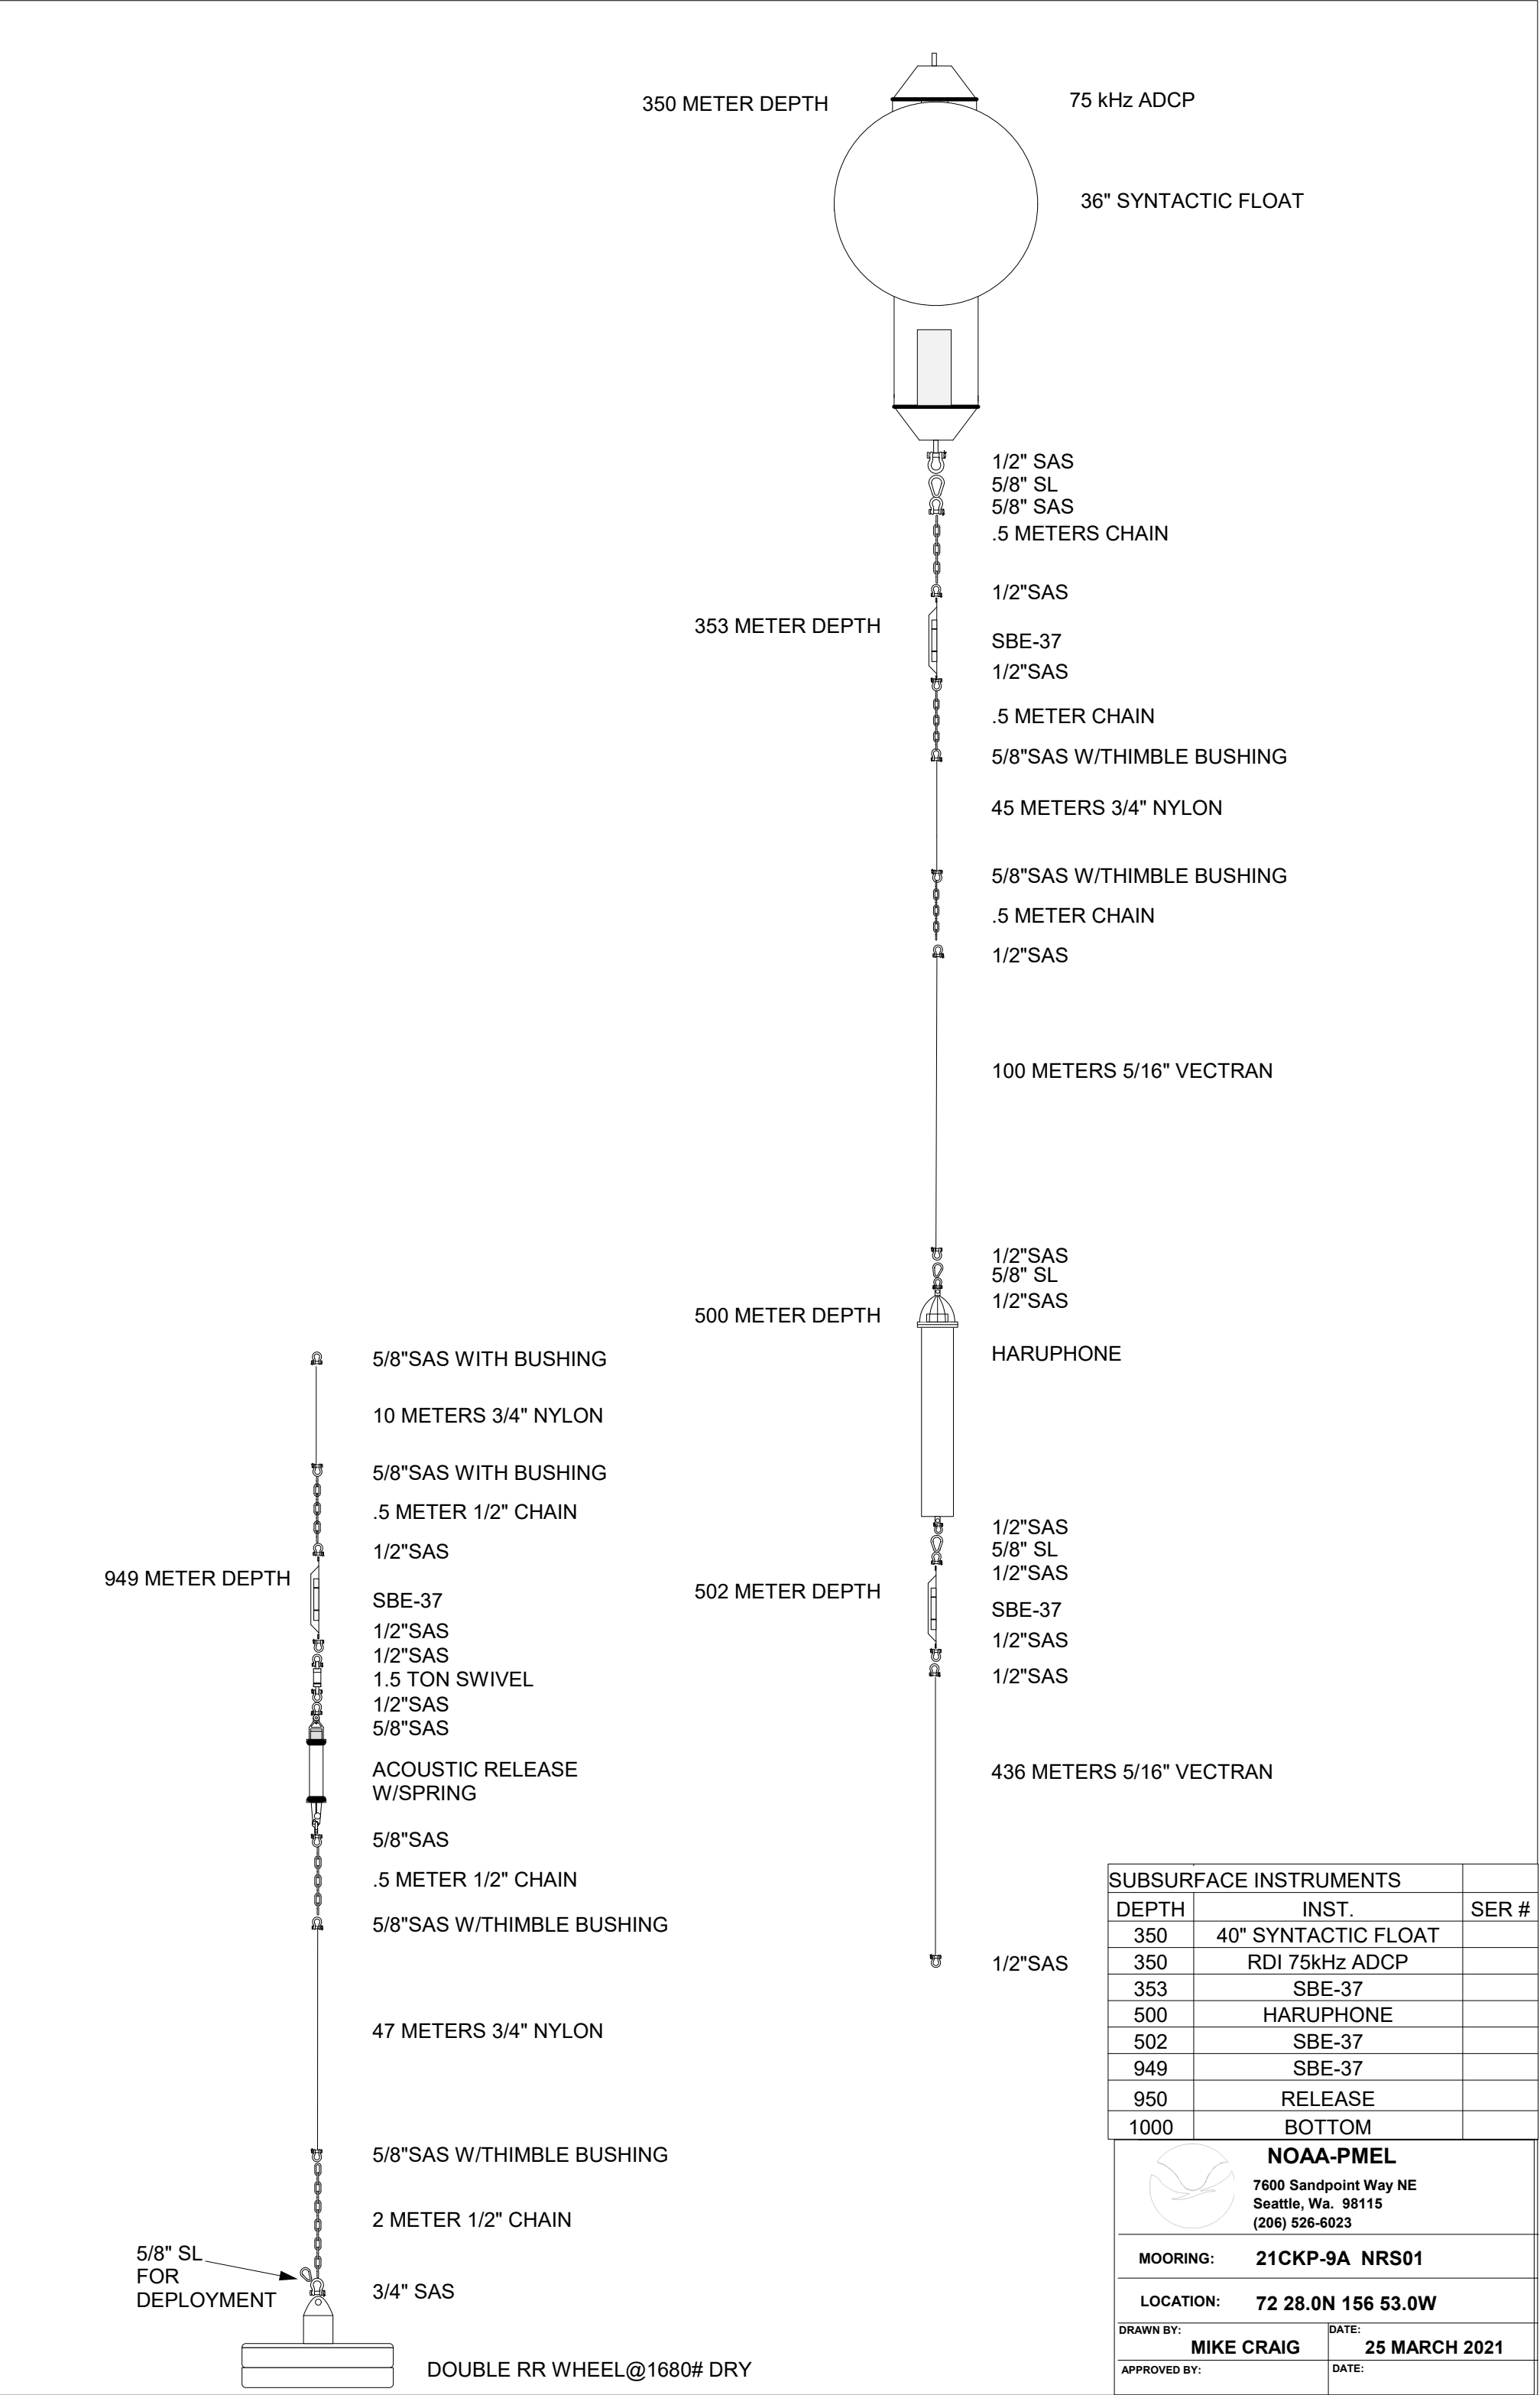 350 METER DEPTH
75 kHz ADCP
36" SYNTACTIC FLOAT
1/2" SAS
5/8" SL
5/8" SAS
.5 METERS CHAIN
1/2"SAS
353 METER DEPTH
SBE-37
1/2"SAS
.5 METER CHAIN
5/8"SAS W/THIMBLE BUSHING
45 METERS 3/4" NYLON
5/8"SAS W/THIMBLE BUSHING
.5 METER CHAIN
1/2"SAS
100 METERS 5/16" VECTRAN
1/2"SAS
5/8" SL
1/2"SAS
500 METER DEPTH
HARUPHONE
1/2"SAS
5/8" SL
1/2"SAS
502 METER DEPTH
SBE-37
1/2"SAS
1/2"SAS
436 METERS 5/16" VECTRAN
1/2"SAS
5/8"SAS WITH BUSHING
10 METERS 3/4" NYLON
5/8"SAS WITH BUSHING
.5 METER 1/2" CHAIN
1/2"SAS
949 METER DEPTH
SBE-37
1/2"SAS
1/2"SAS
1.5 TON SWIVEL
1/2"SAS
5/8"SAS
ACOUSTIC RELEASE
W/SPRING
5/8"SAS
.5 METER 1/2" CHAIN
5/8"SAS W/THIMBLE BUSHING
47 METERS 3/4" NYLON
5/8"SAS W/THIMBLE BUSHING
2 METER 1/2" CHAIN
5/8" SL
FOR
DEPLOYMENT
3/4" SAS
DOUBLE RR WHEEL@1680# DRY
SUBSURFACE INSTRUMENTS
DEPTH INST. SER #
350 40" SYNTACTIC FLOAT
350 RDI 75kHz ADCP
353 SBE-37
500 HARUPHONE
502 SBE-37
949 SBE-37
950 RELEASE
1000 BOTTOM
NOAA-PMEL
7600 Sandpoint Way NE
Seattle, Wa. 98115
(206) 526-6023
MOORING: 21CKP-9A NRS01
LOCATION: 72 28.0N 156 53.0W
DRAWN BY: DATE:
MIKE CRAIG 25 MARCH 2021
APPROVED BY: DATE: